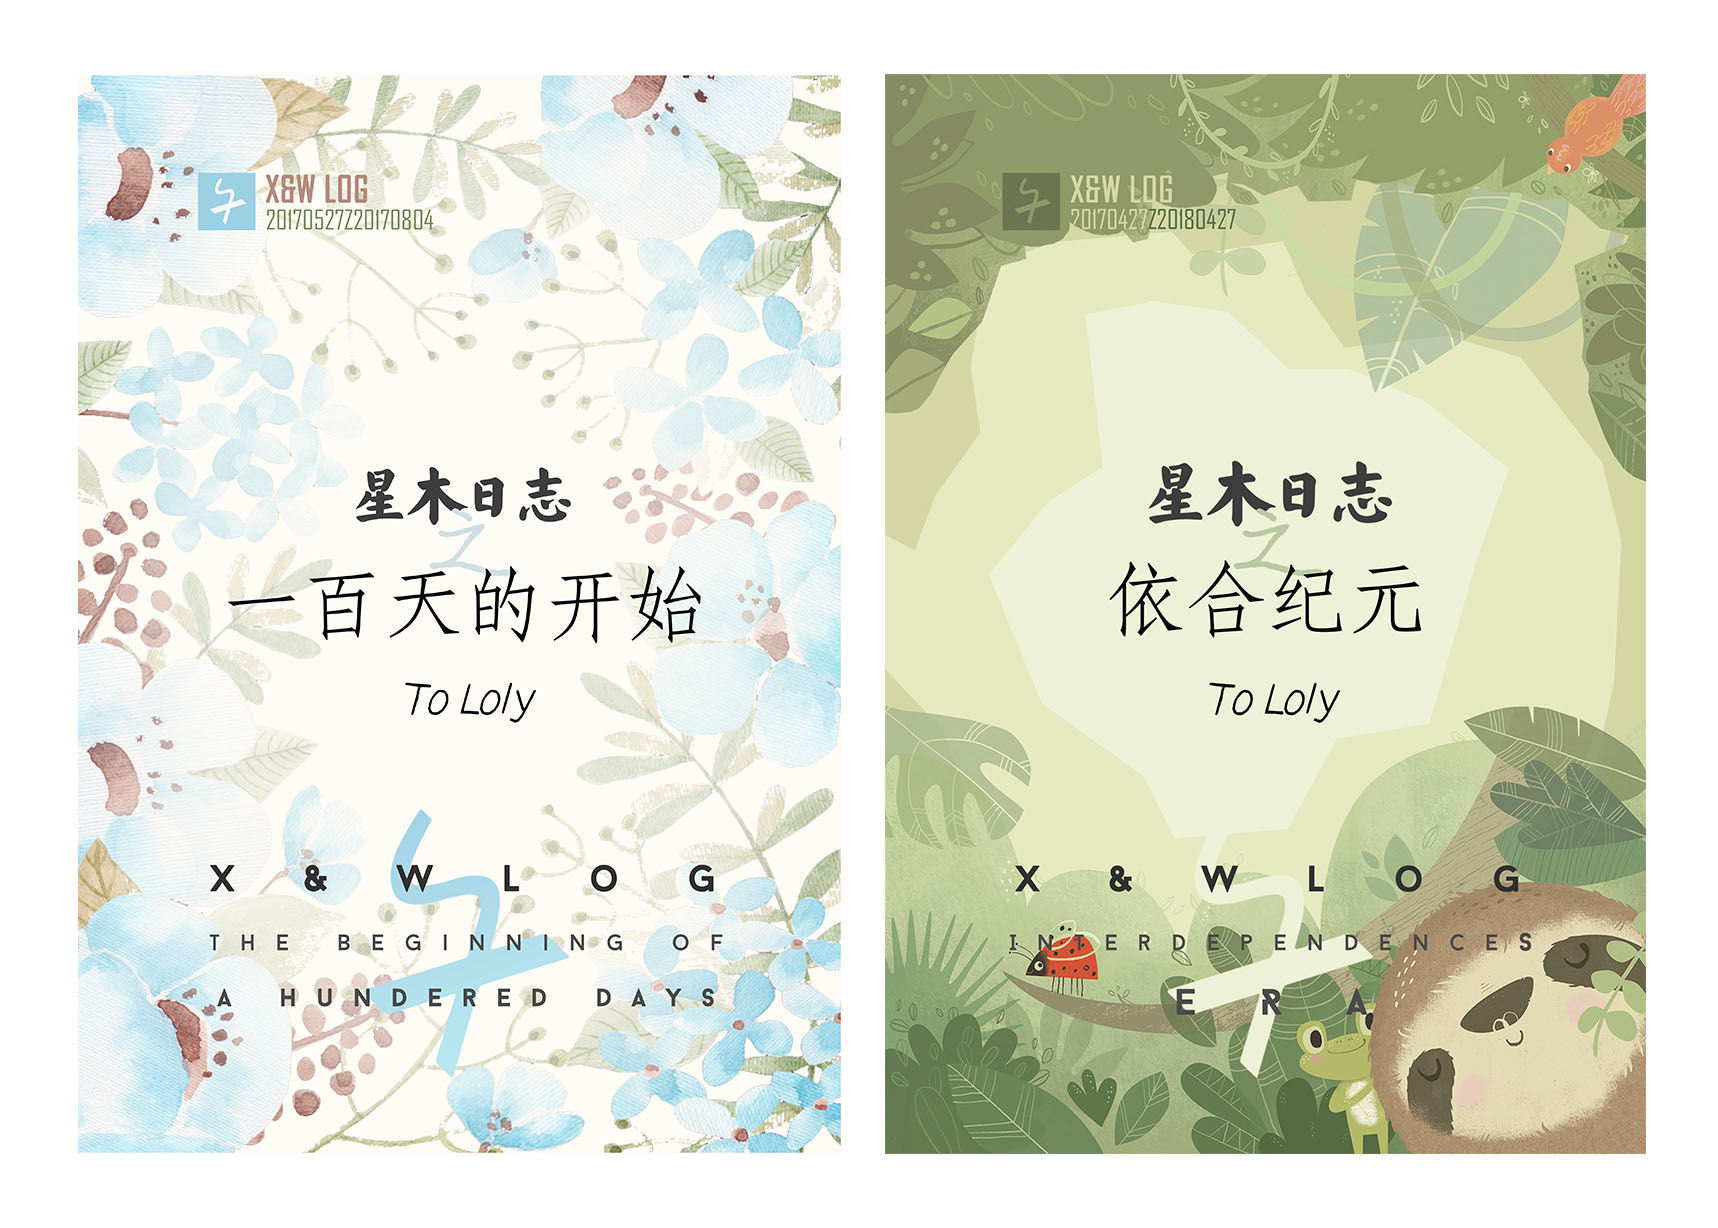 X&W LOG
20170527Z20170804
星木日志
之
一百天的开始
To Loly
X & W L O G
THE BEGINNING OF
A HUNDERED DAYS
X&W LOG
20170427Z20180427
星木日志
之
依合纪元
To Loly
X & W L O G
INTERDEPENDENCES
ERA